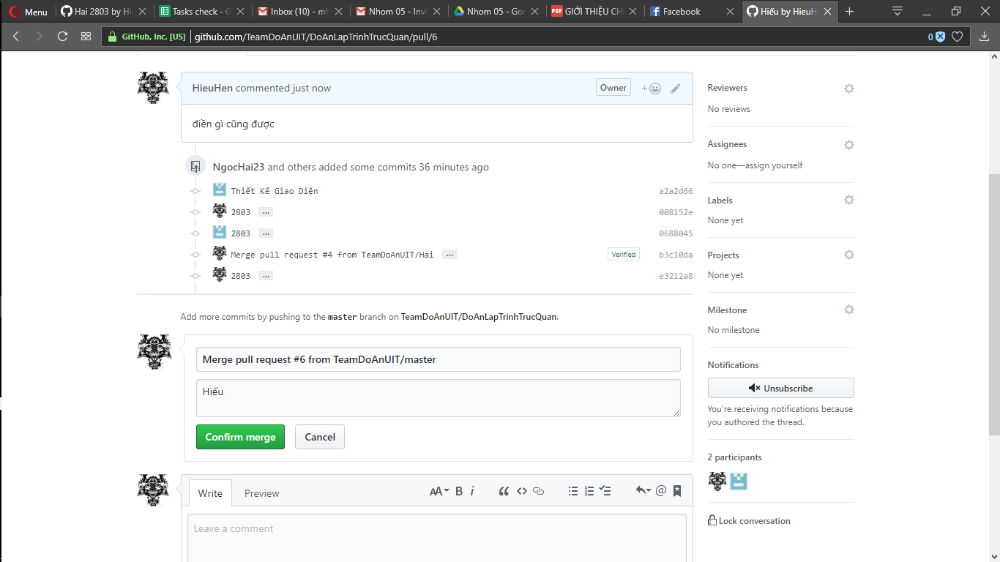 Menu
Hai 2803 by Hi
Tasks check - G
Inbox (10) - mh
Nhom 05 - Invi
Nhom 05 - Goo
PDF GIỚI THIỆU CH
Facebook
Hiếu by HieuH
GitHub, Inc. [US] github.com/TeamDoAnUIT/DoAnLapTrinhTrucQuan/pull/6
0
HieuHen commented just now
Owner
điền gì cũng được
NgocHai23 and others added some commits 36 minutes ago
Thiết Kế Giao Diện a2a2d66
2803 … 008152e
2803 … 0688045
Merge pull request #4 from TeamDoAnUIT/Hai … Verified b3c10da
2803 … e3212a8
Add more commits by pushing to the master branch on TeamDoAnUIT/DoAnLapTrinhTrucQuan.
Merge pull request #6 from TeamDoAnUIT/master
Hiếu
Confirm merge
Cancel
Write
Preview
AA B i
Leave a comment
Reviewers
No reviews
Assignees
No one—assign yourself
Labels
None yet
Projects
None yet
Milestone
No milestone
Notifications
Unsubscribe
You're receiving notifications because
you authored the thread.
2 participants
Lock conversation